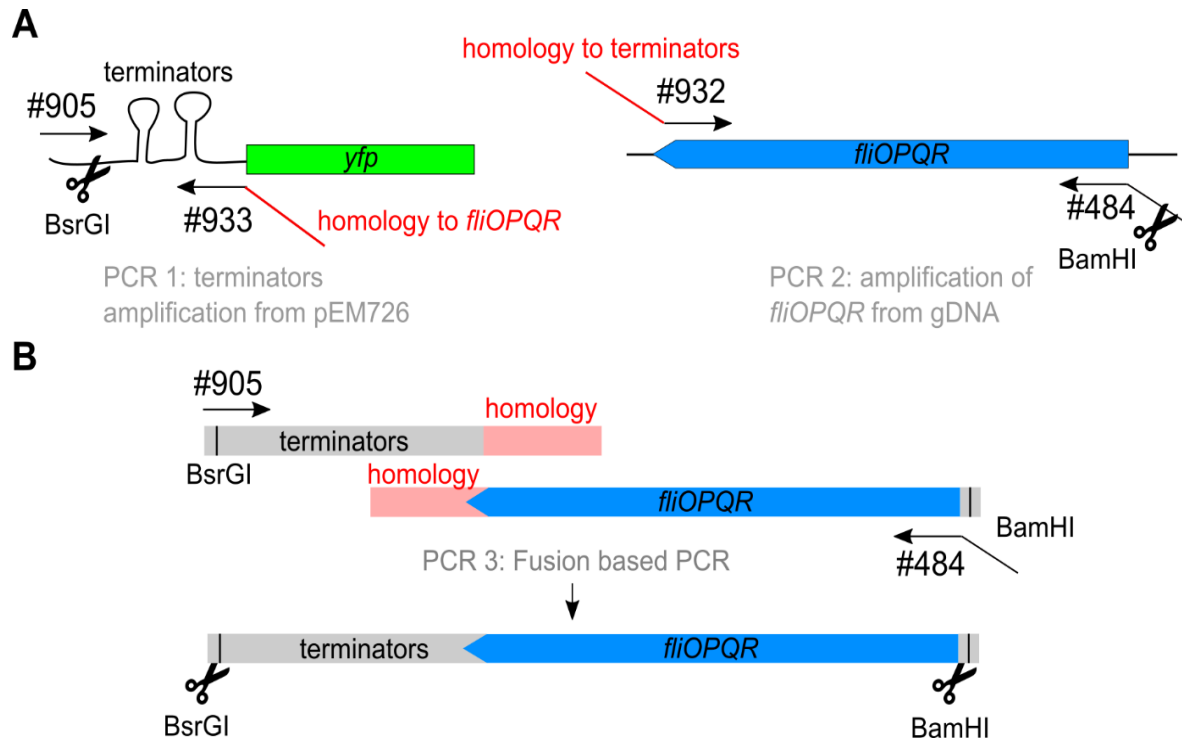 A
terminators
#905
BsrGI
#933
yfp
homology to fliOPQR
PCR 1: terminators
amplification from pEM726
homology to terminators
#932
fliOPQR
#484
BamHI
PCR 2: amplification of
fliOPQR from gDNA
B
#905
homology
terminators
BsrGI
homology
fliOPQR
BamHI
#484
PCR 3: Fusion based PCR
terminators
fliOPQR
BsrGI
BamHI